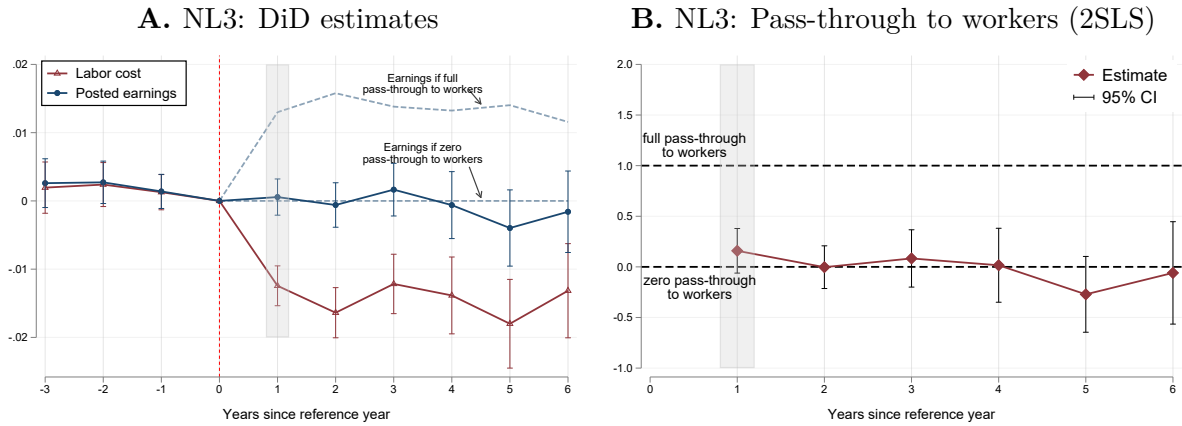 A. NL3: DiD estimates
Labor cost
Posted earnings
Earnings if full
pass-through to workers
Earnings if zero
pass-through to workers
.02
.01
0
-.01
-.02
-3 -2 -1 0 1 2 3 4 5 6
Years since reference year
B. NL3: Pass-through to workers (2SLS)
Estimate
95% CI
full pass-through
to workers
zero pass-through
to workers
2.0
1.5
1.0
0.5
0.0
-0.5
-1.0
0 1 2 3 4 5 6
Years since reference year